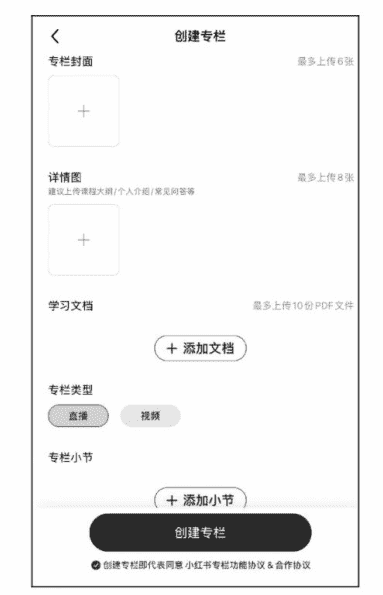 创建专栏
专栏封面 最多上传6张
详情图 最多上传8张
建议上传课程大纲/个人介绍/常见问答等
学习文档 最多上传10份PDF文件
+ 添加文档
专栏类型
直播 视频
专栏小节
+ 添加小节
创建专栏
创建专栏即代表同意 小红书专栏功能协议 & 合作协议